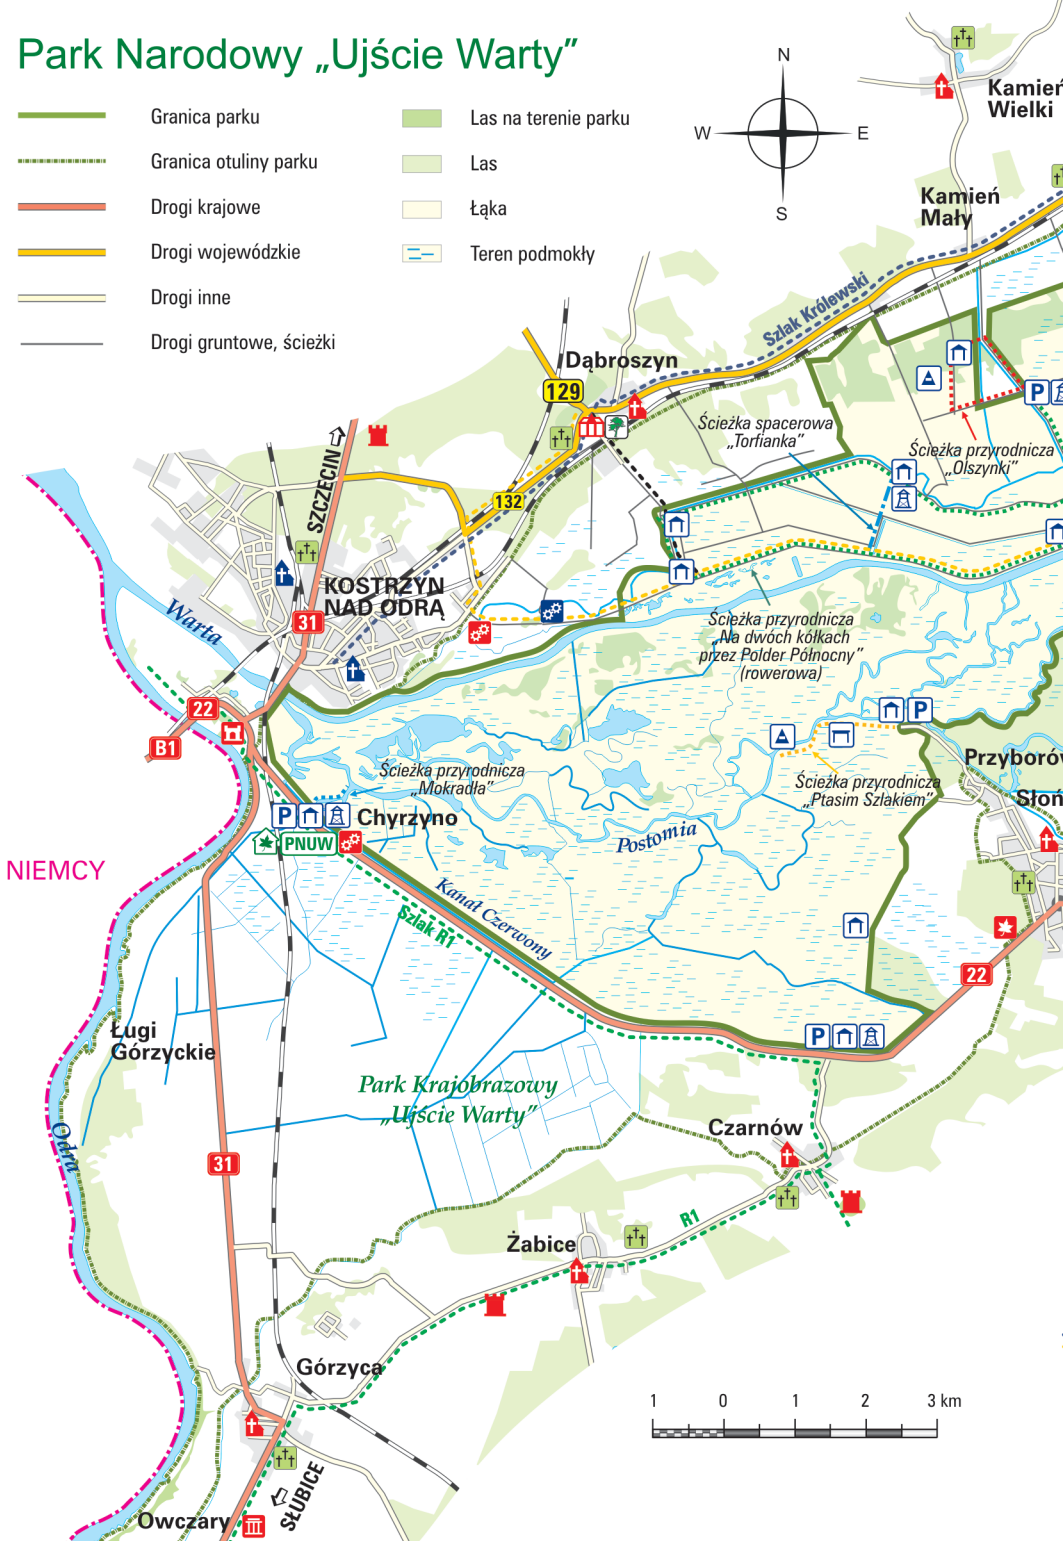 Park Narodowy „Ujście Warty”
Granica parku
Granica otuliny parku
Drogi krajowe
Drogi wojewódzkie
Drogi inne
Drogi gruntowe, ścieżki
Las na terenie parku
Las
Łąka
Teren podmokły
N
W
E
S
Kamień
Wielki
Kamień
Mały
Szlak Królewski
Dąbroszyn
129
Ścieżka spacerowa
„Torfianka”
Ścieżka przyrodnicza
„Olszynki”
P
SZCZECIN
132
KOSTRZYN
NAD ODRĄ
31
Warta
Ścieżka przyrodnicza
„Na dwóch kółkach
przez Polder Północny”
(rowerowa)
22
B1
P
Przyboró
Słoń
Ścieżka przyrodnicza
„Ptasim Szlakiem”
Ścieżka przyrodnicza
„Mokradła”
P
Chyrzyno
PNUW
Postomia
NIEMCY
Kanał Czerwony
Szlak R1
22
Ługi
Górzyckie
P
Park Krajobrazowy
„Ujście Warty”
Czarnów
Odra
31
R1
Żabice
Górzyca
1 0 1 2 3 km
SŁUBICE
Owczary